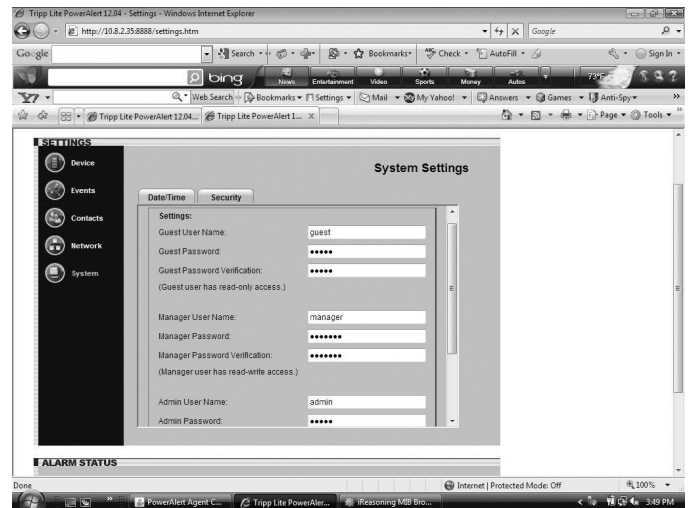 Tripp Lite PowerAlert 12.04 - Settings - Windows Internet Explorer
http://10.8.2.35:8888/settings.htm
Google
Google Search Bookmarks Check AutoFill Sign in
bing News Entertainment Video Sports Money Autos 73°F
Y7 Web Search Bookmarks Settings Mail My Yahoo! Answers Games Anti-Spy
Tripp Lite PowerAlert 12.04... Tripp Lite PowerAlert 1... X Page Tools
SETTINGS
Device
Events
Contacts
Network
System
System Settings
Date/Time Security
Settings:
Guest User Name: guest
Guest Password: •••••
Guest Password Verification: •••••
(Guest user has read-only access.)
Manager User Name: manager
Manager Password: •••••••
Manager Password Verification: •••••••
(Manager user has read-write access.)
Admin User Name: admin
Admin Password: •••••
ALARM STATUS
Done Internet | Protected Mode: Off 100%
PowerAlert Agent C... Tripp Lite PowerAler... iReasoning MIB Bro... 3:49 PM